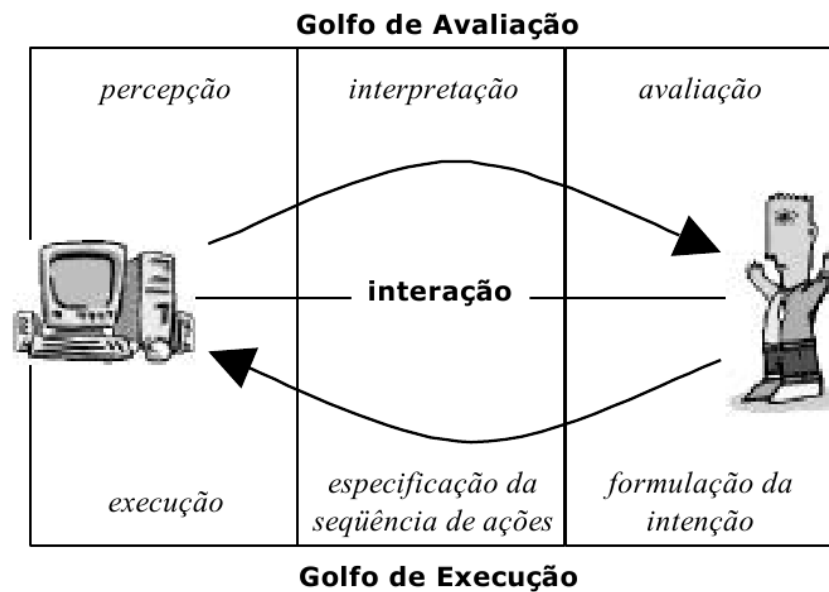 Golfo de Avaliação
percepção
interpretação
avaliação
interação
execução
especificação da
seqüência de ações
formulação da
intenção
Golfo de Execução